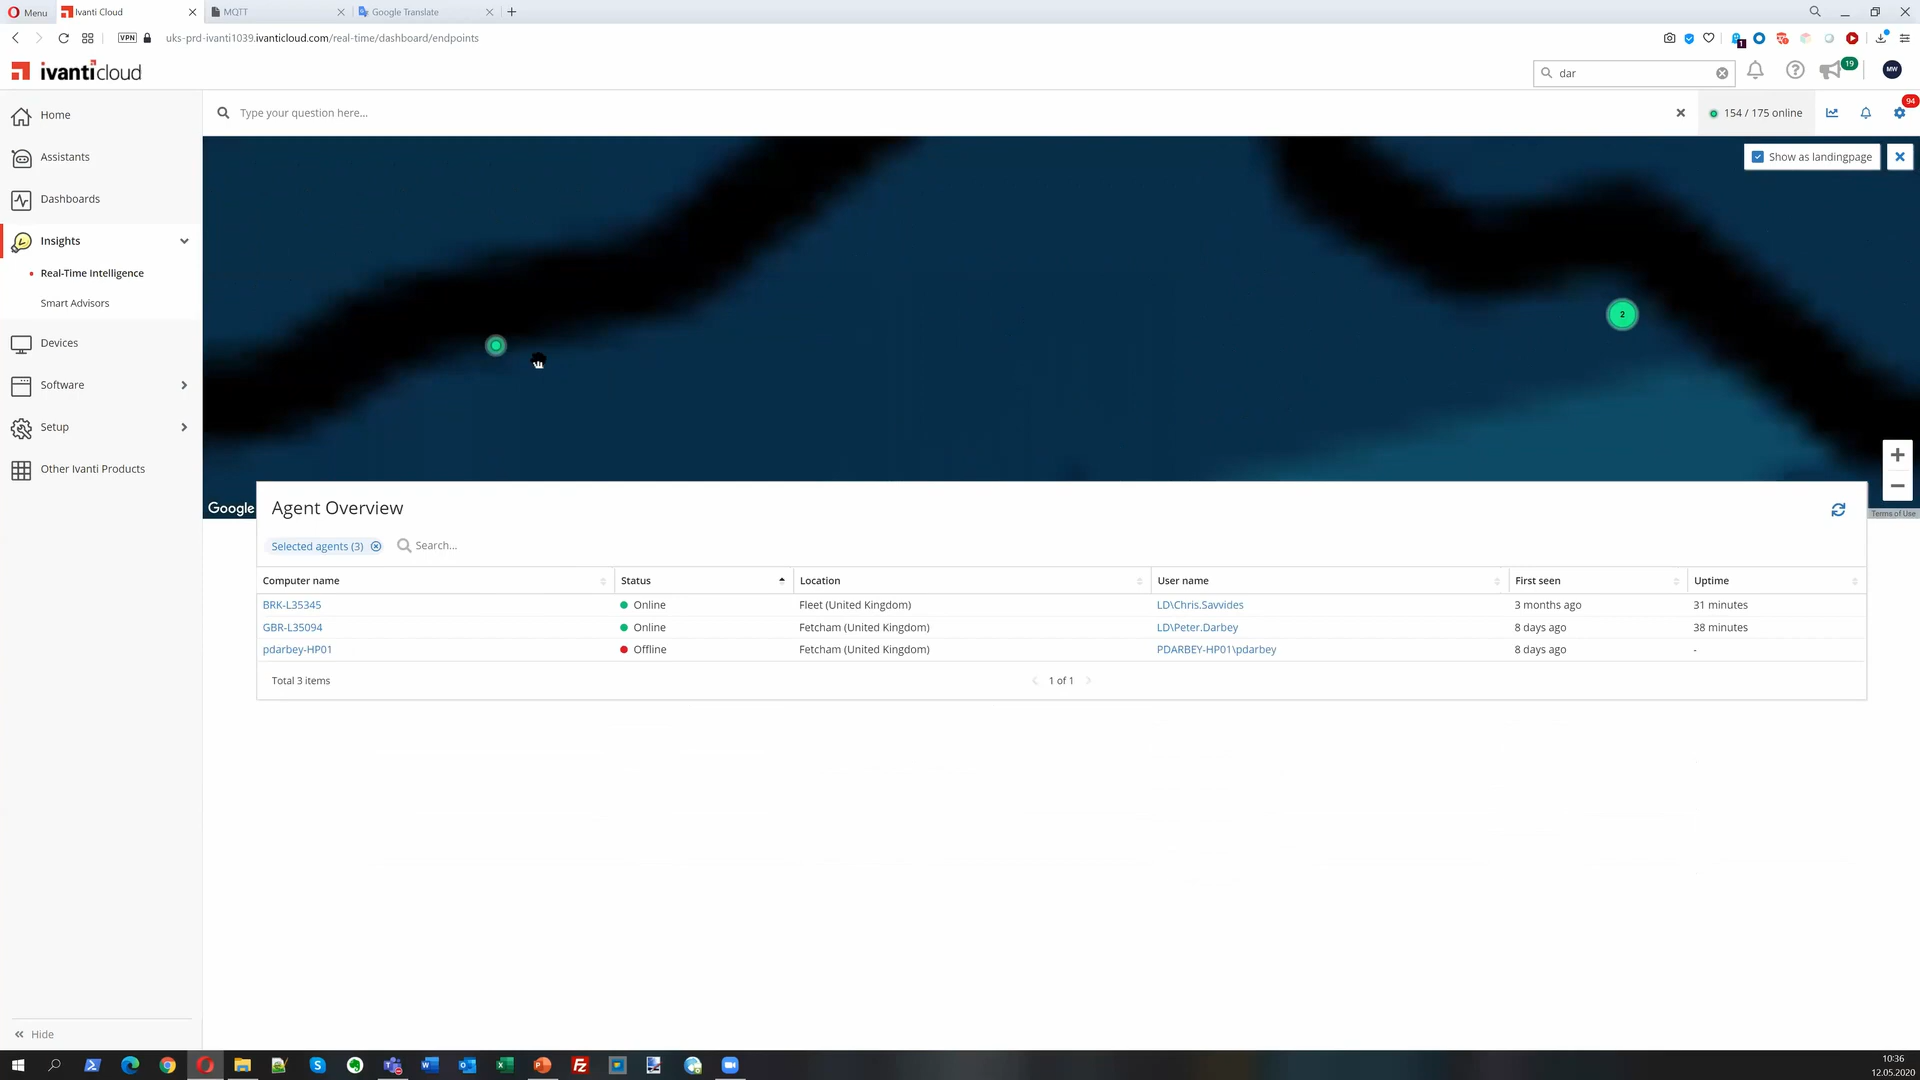 Menu
Ivanti Cloud
MQTT
Google Translate
VPN
uks-prd-ivanti1039.ivanticloud.com/real-time/dashboard/endpoints
1
ivanticloud
dar
19
MW
Home
Type your question here...
154 / 175 online
94
Assistants
Show as landingpage
Dashboards
Insights
Real-Time Intelligence
Smart Advisors
2
Devices
Software
Setup
Other Ivanti Products
Google
Terms of Use
Agent Overview
Selected agents (3)
Search...
Computer name Status Location User name First seen Uptime
BRK-L35345 Online Fleet (United Kingdom) LD\Chris.Savvides 3 months ago 31 minutes
GBR-L35094 Online Fetcham (United Kingdom) LD\Peter.Darbey 8 days ago 38 minutes
pdarbey-HP01 Offline Fetcham (United Kingdom) PDARBEY-HP01\pdarbey 8 days ago -
Total 3 items
1 of 1
Hide
10:36
12.05.2020